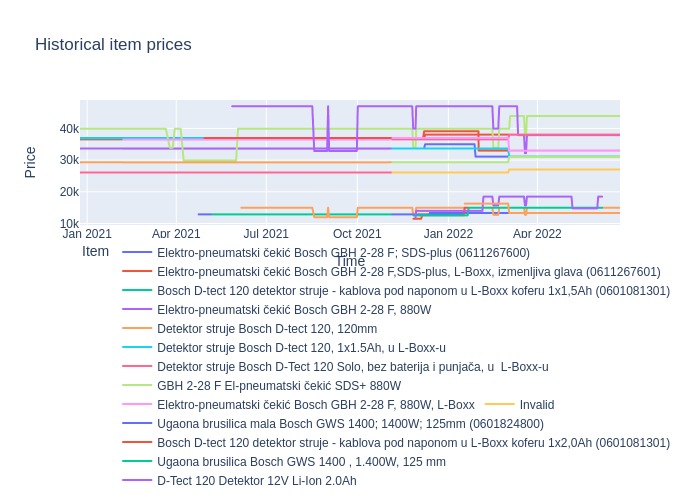 Historical item prices
Price
40k
30k
20k
10k
Jan 2021 Apr 2021 Jul 2021 Oct 2021 Jan 2022 Apr 2022
Time
Item
Elektro-pneumatski čekić Bosch GBH 2-28 F; SDS-plus (0611267600)
Elektro-pneumatski čekić Bosch GBH 2-28 F,SDS-plus, L-Boxx, izmenljiva glava (0611267601)
Bosch D-tect 120 detektor struje - kablova pod naponom u L-Boxx koferu 1x1,5Ah (0601081301)
Elektro-pneumatski čekić Bosch GBH 2-28 F, 880W
Detektor struje Bosch D-tect 120, 120mm
Detektor struje Bosch D-tect 120, 1x1.5Ah, u L-Boxx-u
Detektor struje Bosch D-Tect 120 Solo, bez baterija i punjača, u L-Boxx-u
GBH 2-28 F El-pneumatski čekić SDS+ 880W
Elektro-pneumatski čekić Bosch GBH 2-28 F, 880W, L-Boxx Invalid
Ugaona brusilica mala Bosch GWS 1400; 1400W; 125mm (0601824800)
Bosch D-tect 120 detektor struje - kablova pod naponom u L-Boxx koferu 1x2,0Ah (0601081301)
Ugaona brusilica Bosch GWS 1400 , 1.400W, 125 mm
D-Tect 120 Detektor 12V Li-Ion 2.0Ah